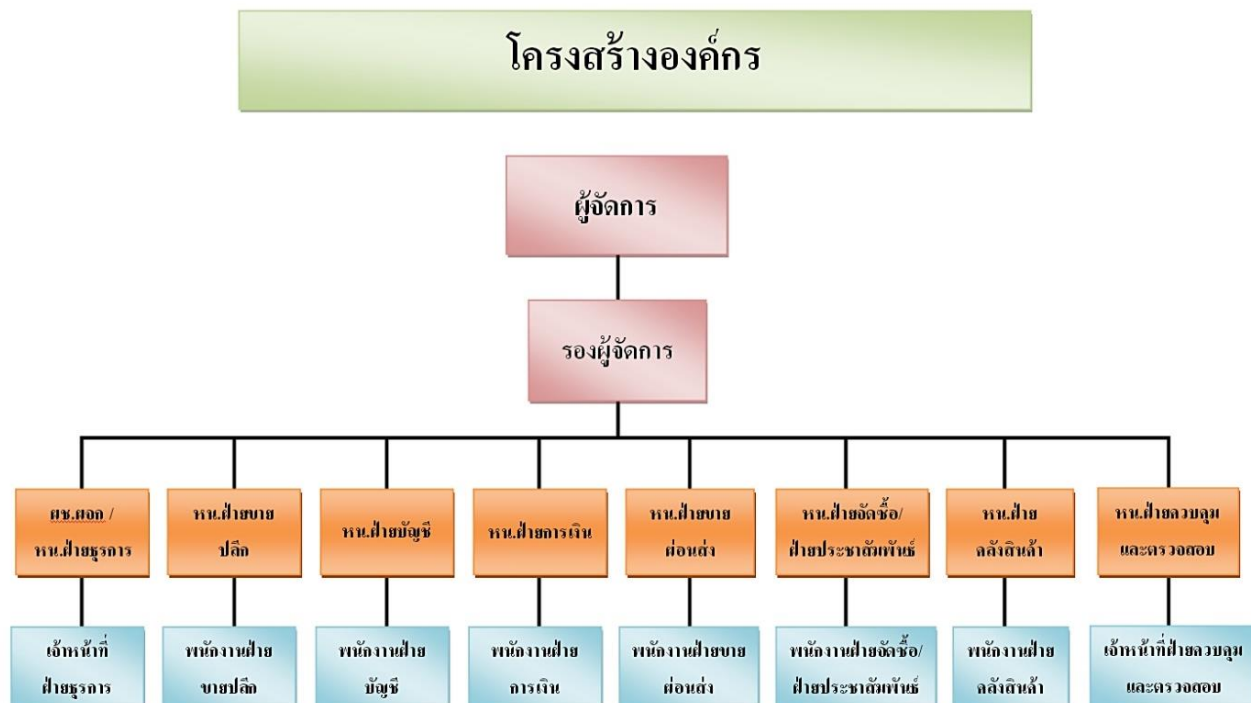 โครงสร้างองค์กร
ผู้จัดการ
รองผู้จัดการ
ผช.ผจก /
หน.ฝ่ายธุรการ
หน.ฝ่ายขาย
ปลีก
หน.ฝ่ายบัญชี
หน.ฝ่ายการเงิน
หน.ฝ่ายขาย
ผ่อนส่ง
หน.ฝ่ายจัดซื้อ/
ฝ่ายประชาสัมพันธ์
หน.ฝ่าย
คลังสินค้า
หน.ฝ่ายควบคุม
และตรวจสอบ
เจ้าหน้าที่
ฝ่ายธุรการ
พนักงานฝ่าย
ขายปลีก
พนักงานฝ่าย
บัญชี
พนักงานฝ่าย
การเงิน
พนักงานฝ่ายขาย
ผ่อนส่ง
พนักงานฝ่ายจัดซื้อ/
ฝ่ายประชาสัมพันธ์
พนักงานฝ่าย
คลังสินค้า
เจ้าหน้าที่ฝ่ายควบคุม
และตรวจสอบ